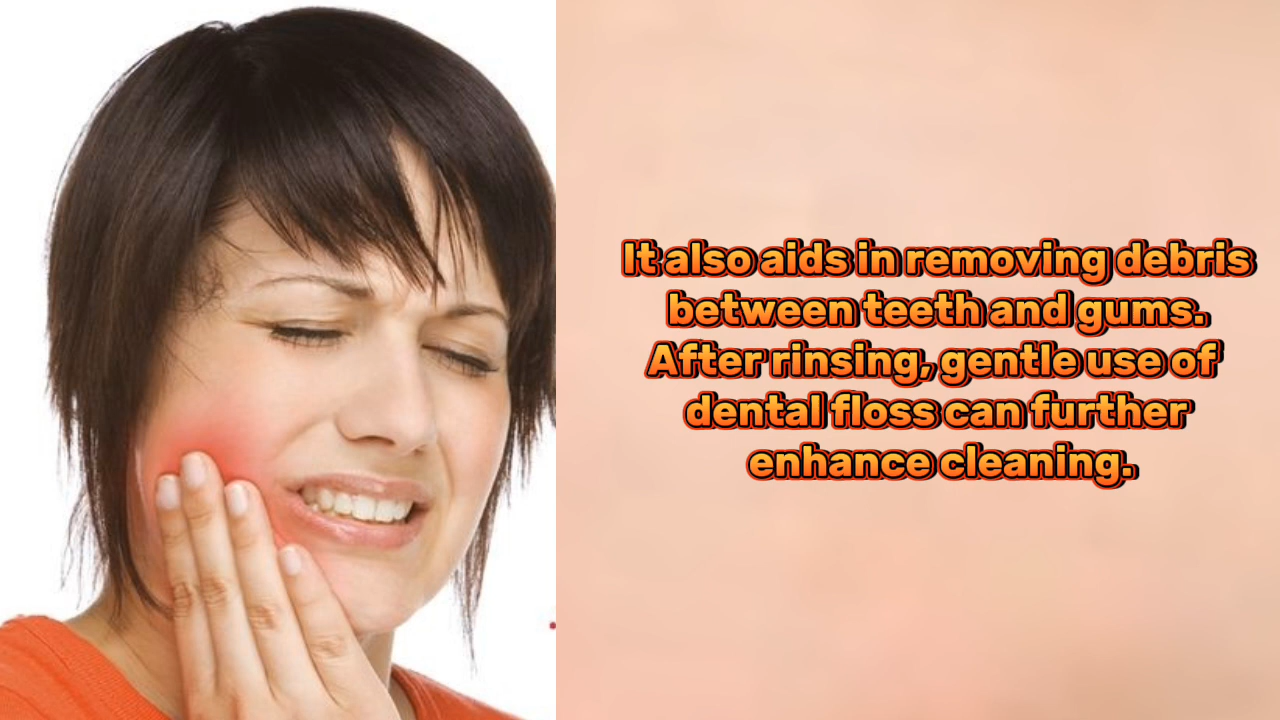 It also aids in removing debris
between teeth and gums.
After rinsing, gentle use of
dental floss can further
enhance cleaning.